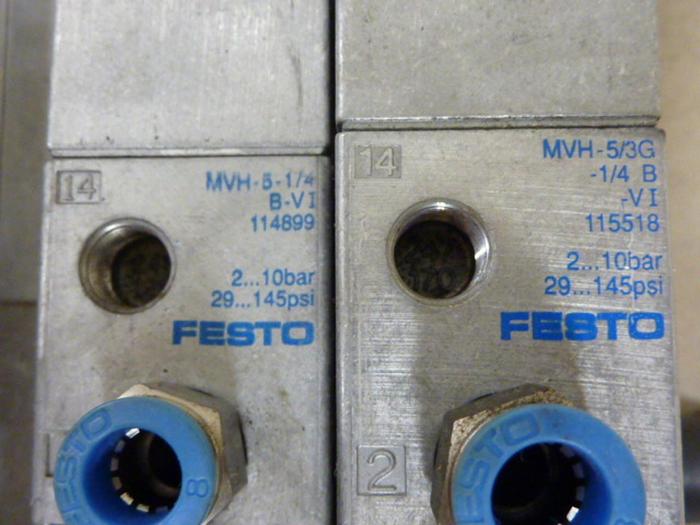 14
MVH-5-1/4
B-VI
114899
2...10bar
29...145psi
FESTO
FESTO
8
14
MVH-5/3G
-1/4 B
-VI
115518
2...10bar
29...145psi
FESTO
2
FESTO